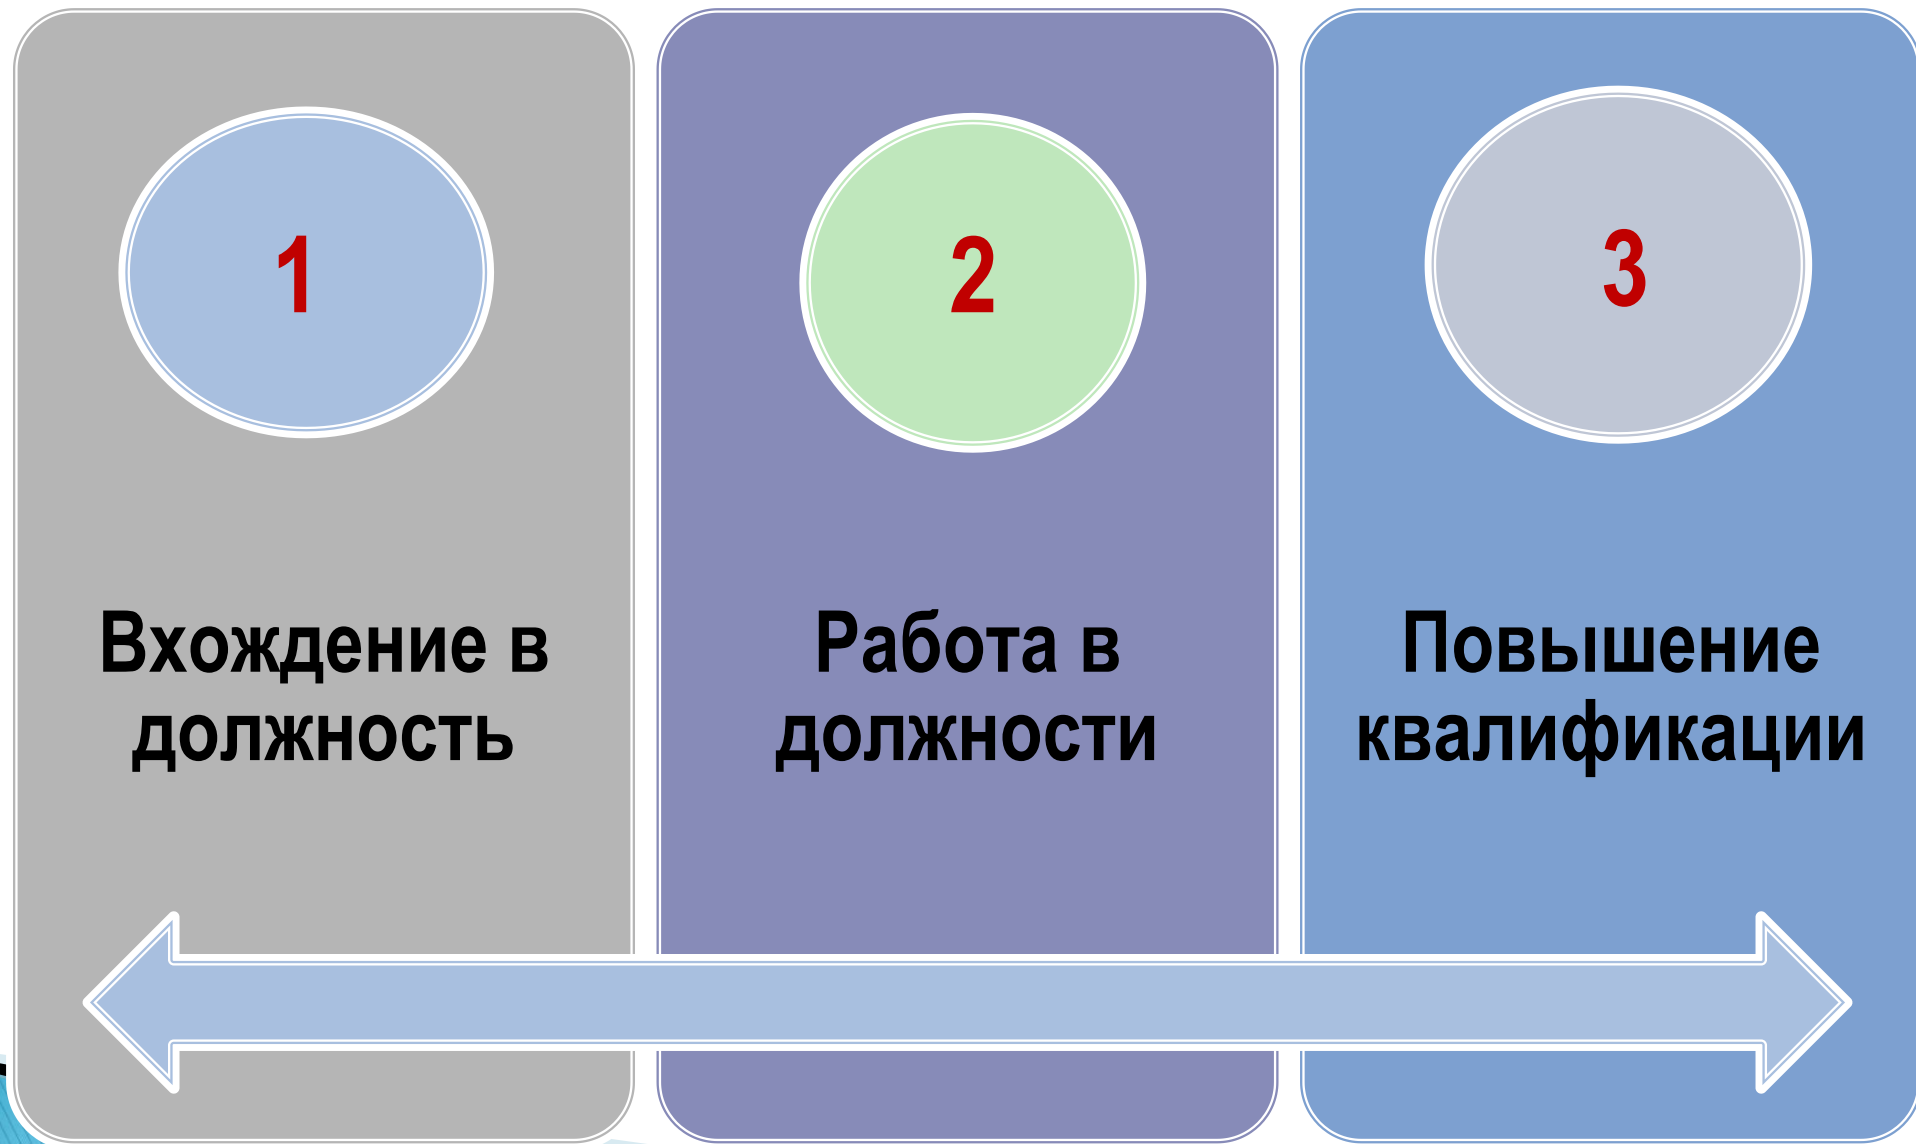 1
Вхождение в
должность
2
Работа в
должности
3
Повышение
квалификации